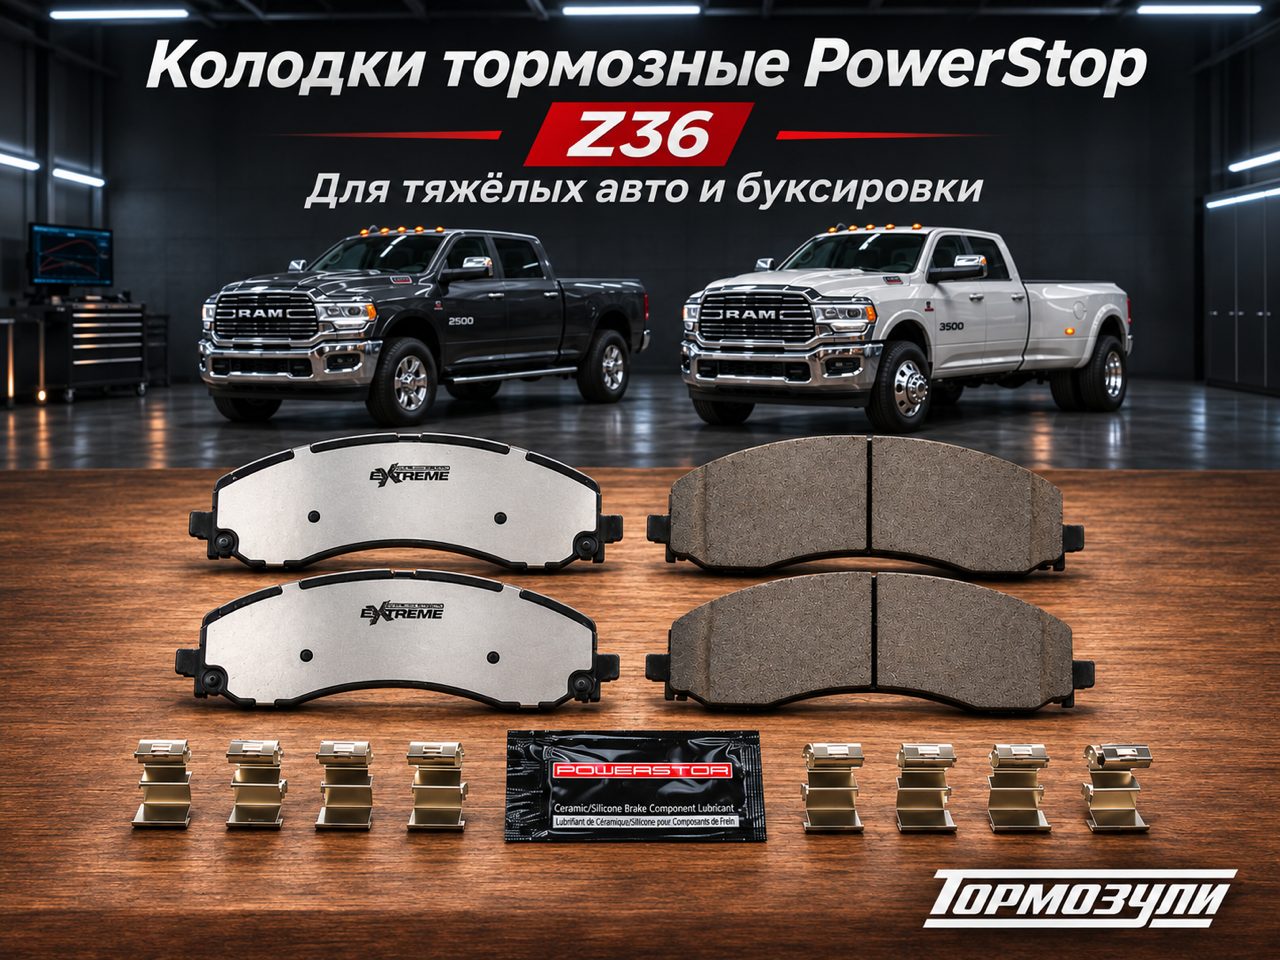 Колодки тормозные PowerStop
Z36
Для тяжёлых авто и буксировки
RAM
2500
RAM
3500
EXTREME
EXTREME
POWERSTOP
Ceramic/Silicone Brake Component Lubricant
Lubrifiant de Céramique/Silicone pour Composants de Frein
Тормозули